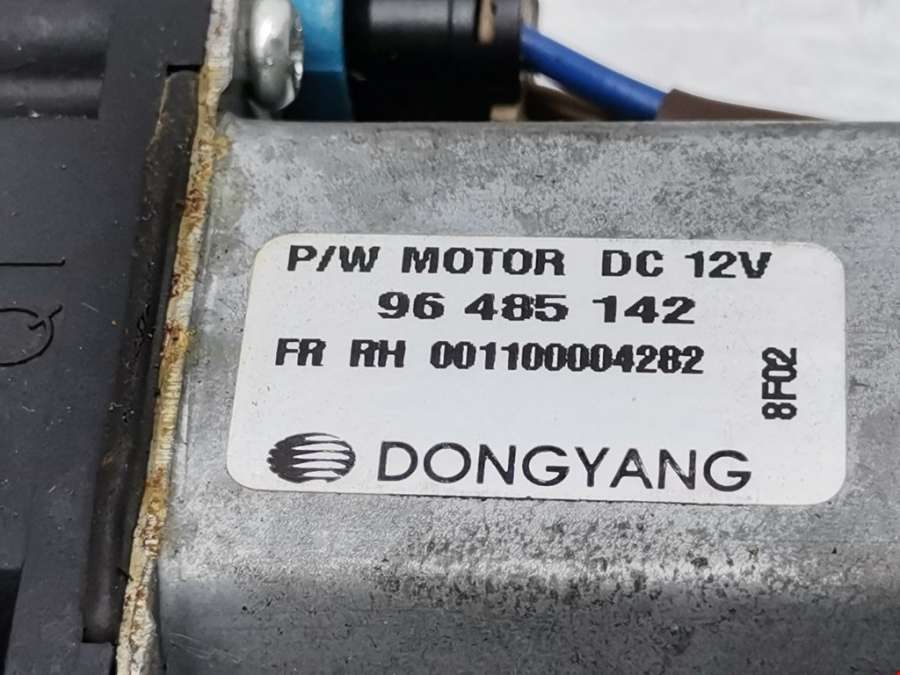 P/W MOTOR DC 12V
96 485 142
FR RH 001100004282
8F02
DONGYANG